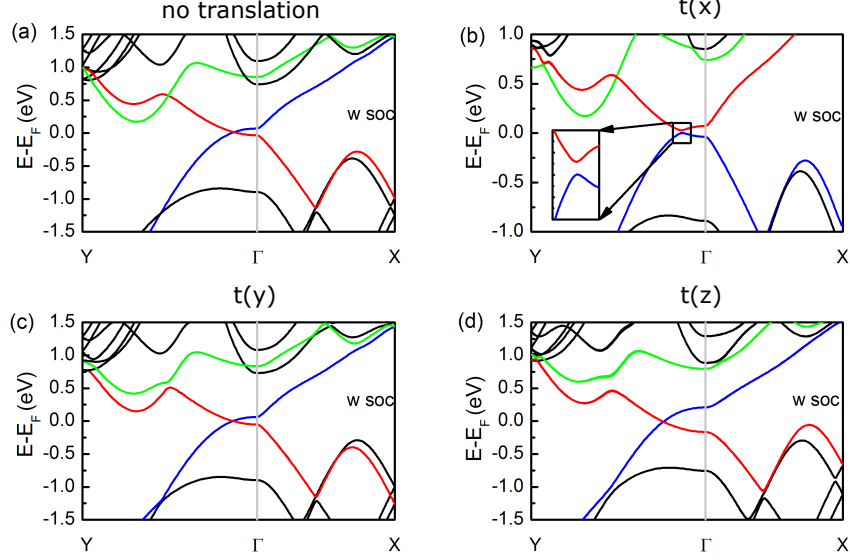 no translation
t(x)
(a)
(b)
E-E_F (eV)
1.5
1.0
0.5
0.0
-0.5
-1.0
-1.5
w soc
Y
Γ
X
E-E_F (eV)
1.0
0.5
0.0
-0.5
-1.0
w soc
Y
Γ
X
t(y)
t(z)
(c)
(d)
E-E_F (eV)
1.5
1.0
0.5
0.0
-0.5
-1.0
-1.5
w soc
Y
Γ
X
E-E_F (eV)
1.5
1.0
0.5
0.0
-0.5
-1.0
-1.5
w soc
Y
Γ
X